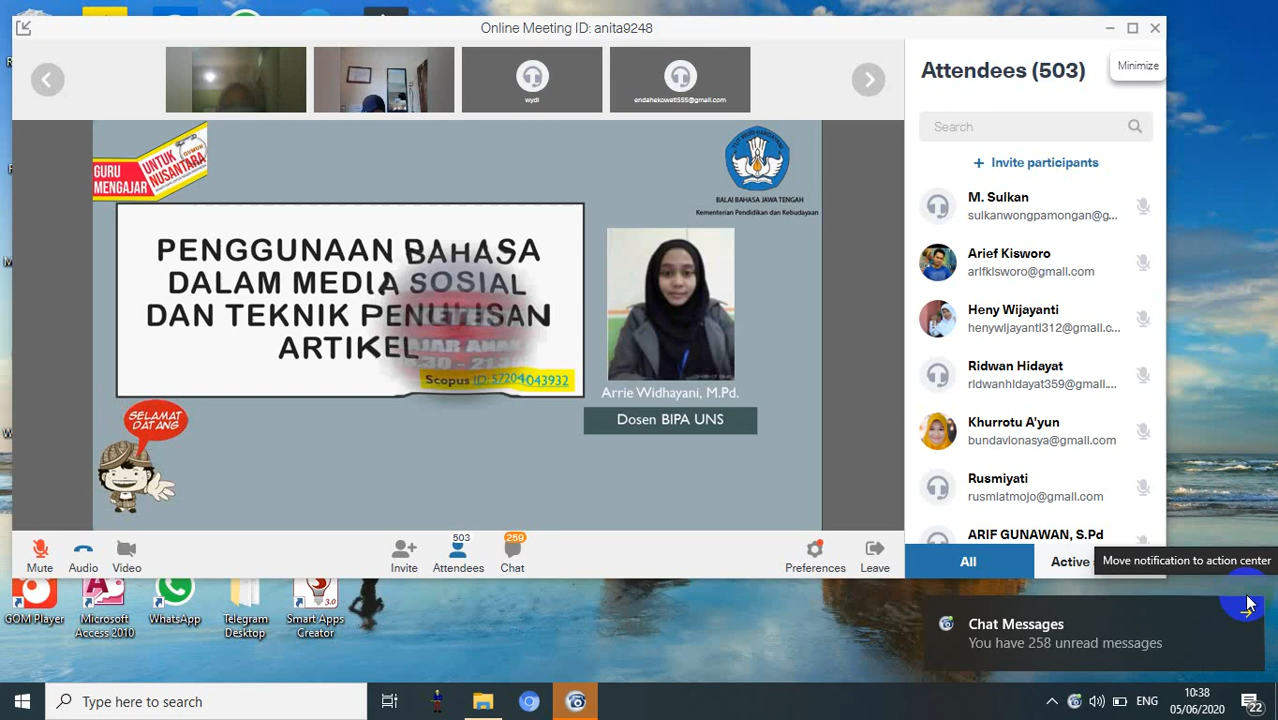 Online Meeting ID: anita9248
Minimize
wydi
endahekowati555@gmail.com
Attendees (503)
Search
+ Invite participants
M. Sulkan
sulkanwongpamongan@g...
Arief Kisworo
arifkisworo@gmail.com
Heny Wijayanti
henywijayanti312@gmail.c...
Ridwan Hidayat
ridwanhidayat359@gmail....
Khurrotu A'yun
bundavionasya@gmail.com
Rusmiyati
rusmiatmojo@gmail.com
ARIF GUNAWAN, S.Pd
All
Active
Move notification to action center
GURU
MENGAJAR
UNTUK
NUSANTARA
BALAI BAHASA JAWA TENGAH
Kementerian Pendidikan dan Kebudayaan
PENGGUNAAN BAHASA
DALAM MEDIA SOSIAL
DAN TEKNIK PENULISAN
ARTIKEL
Scopus ID: 57204043932
Arrie Widhayani, M.Pd.
Dosen BIPA UNS
SELAMAT
DATANG
Mute
Audio
Video
Invite
503
Attendees
259
Chat
Preferences
Leave
GOM Player
Microsoft
Access 2010
WhatsApp
Telegram
Desktop
3.0
Smart Apps
Creator
Chat Messages
You have 258 unread messages
Type here to search
ENG
10:38
05/06/2020
22